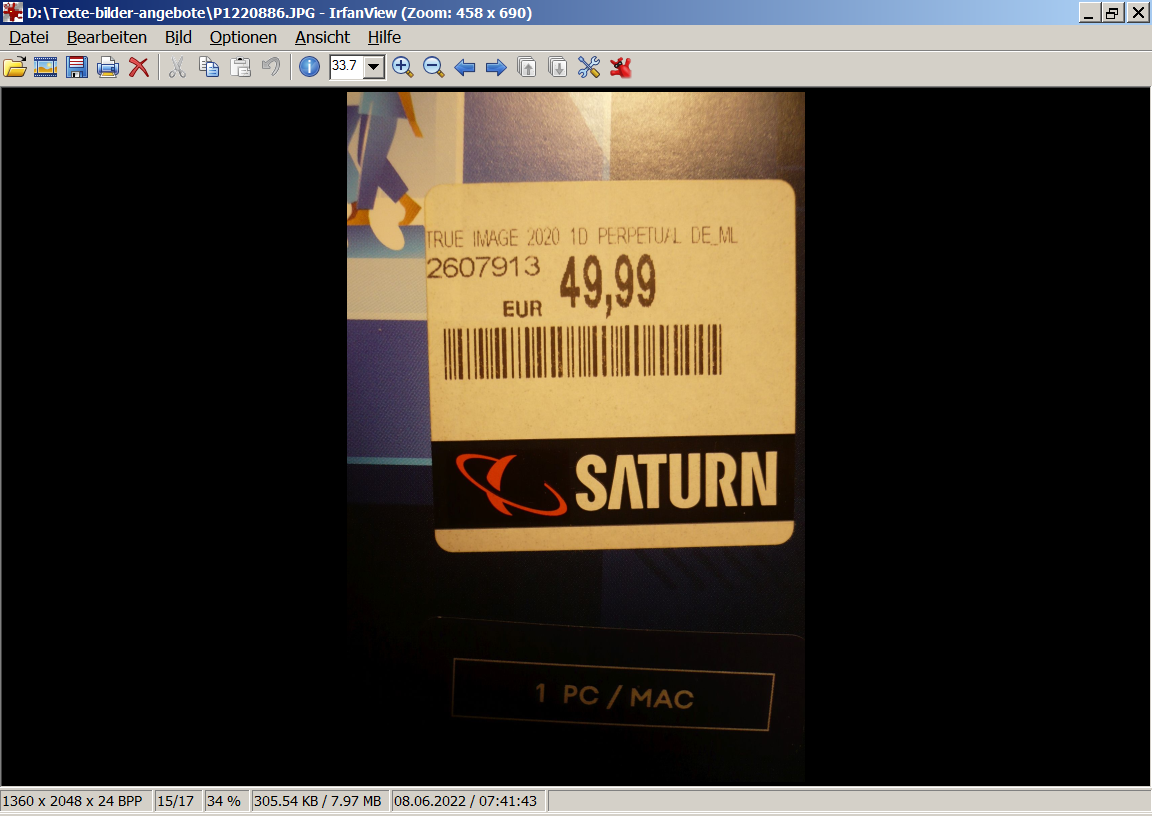 D:\Texte-bilder-angebote\P1220886.JPG - IrfanView (Zoom: 458 x 690)
Datei Bearbeiten Bild Optionen Ansicht Hilfe
33.7
TRUE IMAGE 2020 1D PERPETUAL DE_ML
2607913
49,99
EUR
SATURN
1 PC / MAC
1360 x 2048 x 24 BPP 15/17 34 % 305.54 KB / 7.97 MB 08.06.2022 / 07:41:43